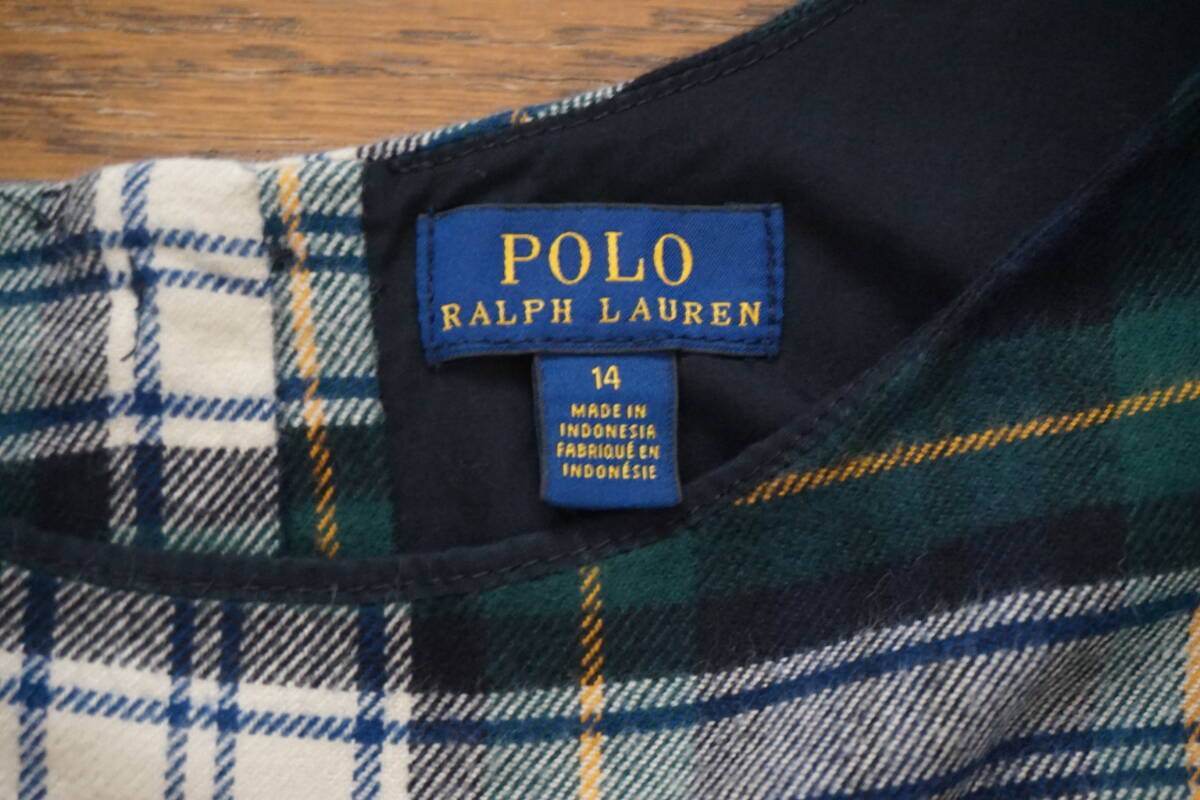 POLO
RALPH LAUREN
14
MADE IN
INDONESIA
FABRIQUÉ EN
INDONÉSIE